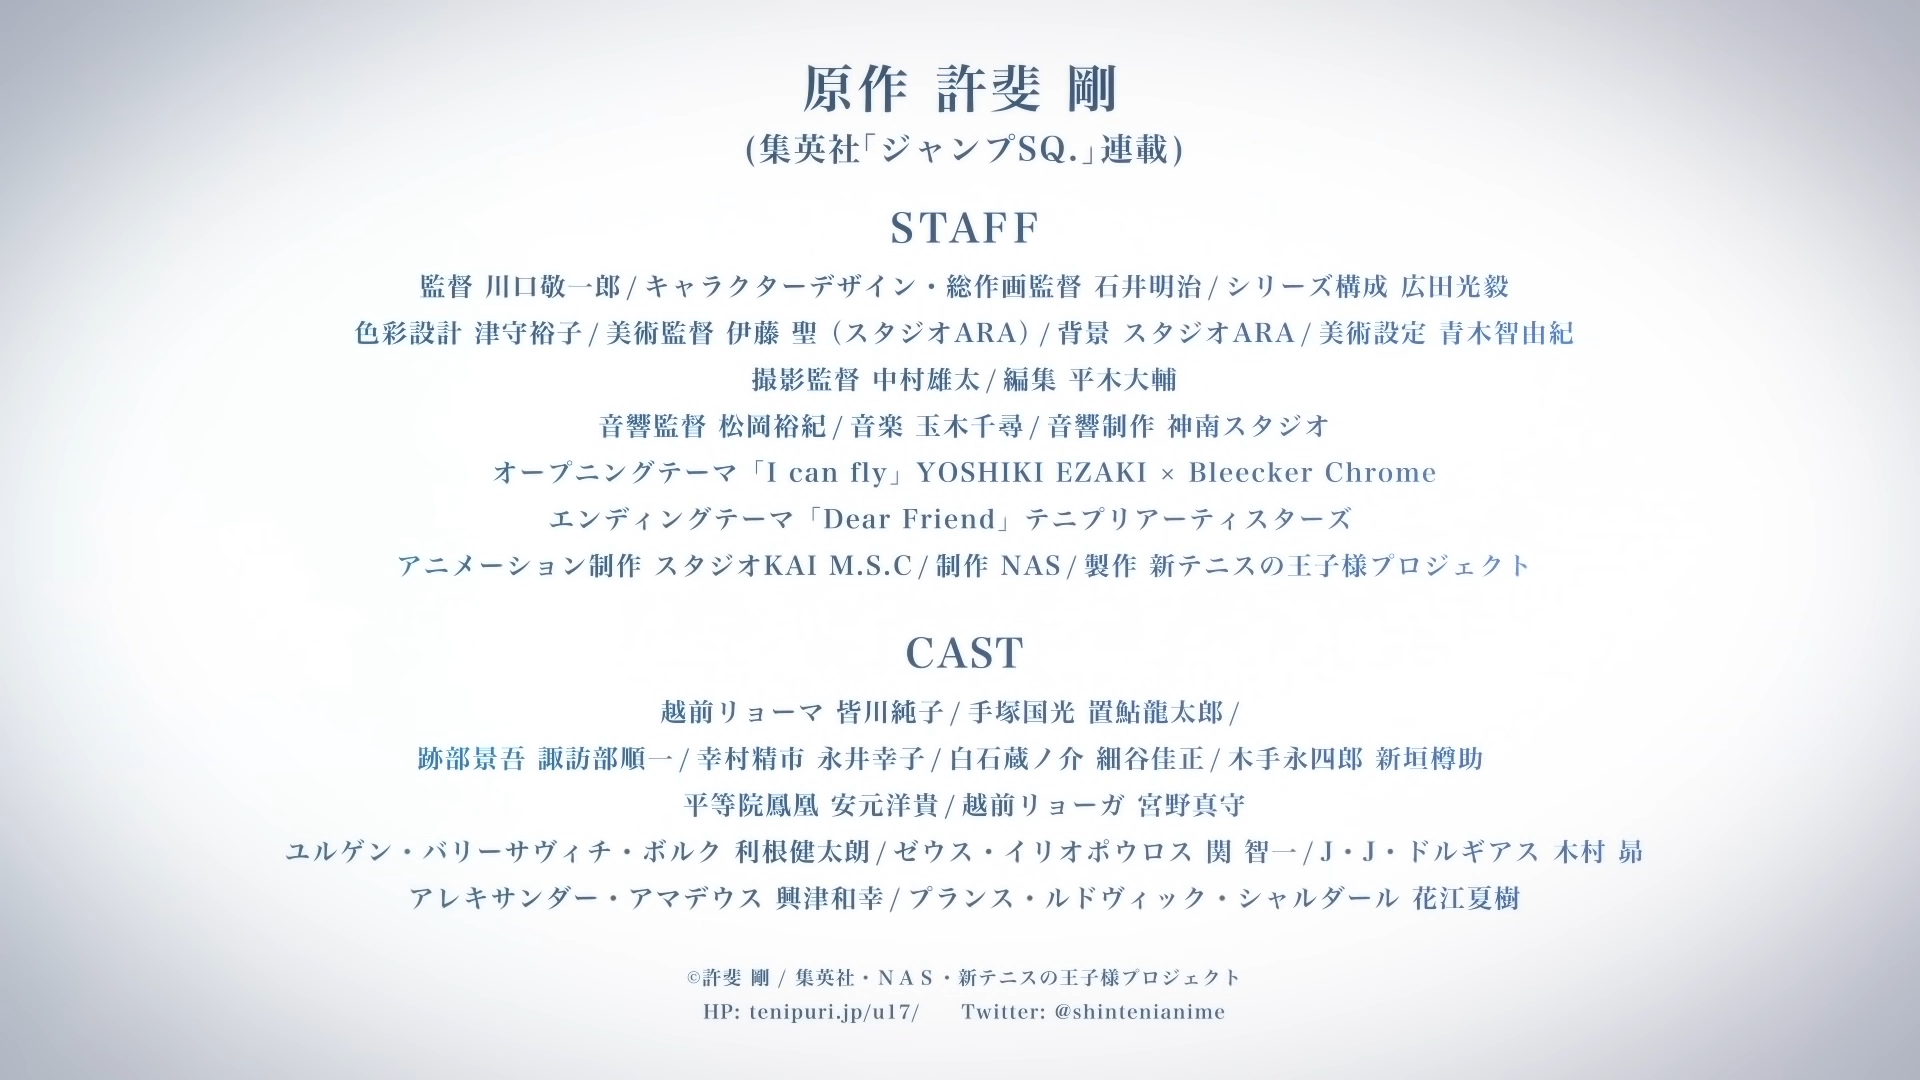 原作 許斐 剛
(集英社「ジャンプSQ.」連載)
STAFF
監督 川口敬一郎 / キャラクターデザイン・総作画監督 石井明治 / シリーズ構成 広田光毅
色彩設計 津守裕子 / 美術監督 伊藤 聖（スタジオARA）/ 背景 スタジオARA / 美術設定 青木智由紀
撮影監督 中村雄太 / 編集 平木大輔
音響監督 松岡裕紀 / 音楽 玉木千尋 / 音響制作 神南スタジオ
オープニングテーマ「I can fly」YOSHIKI EZAKI × Bleecker Chrome
エンディングテーマ「Dear Friend」テニプリアーティスターズ
アニメーション制作 スタジオKAI M.S.C / 制作 NAS / 製作 新テニスの王子様プロジェクト
CAST
越前リョーマ 皆川純子 / 手塚国光 置鮎龍太郎 /
跡部景吾 諏訪部順一 / 幸村精市 永井幸子 / 白石蔵ノ介 細谷佳正 / 木手永四郎 新垣樽助
平等院鳳凰 安元洋貴 / 越前リョーガ 宮野真守
ユルゲン・バリーサヴィチ・ボルク 利根健太朗 / ゼウス・イリオポウロス 関 智一 / J・J・ドルギアス 木村 昴
アレキサンダー・アマデウス 興津和幸 / プランス・ルドヴィック・シャルダール 花江夏樹
©許斐 剛 / 集英社・ＮＡＳ・新テニスの王子様プロジェクト
HP: tenipuri.jp/u17/ Twitter: @shintenianime